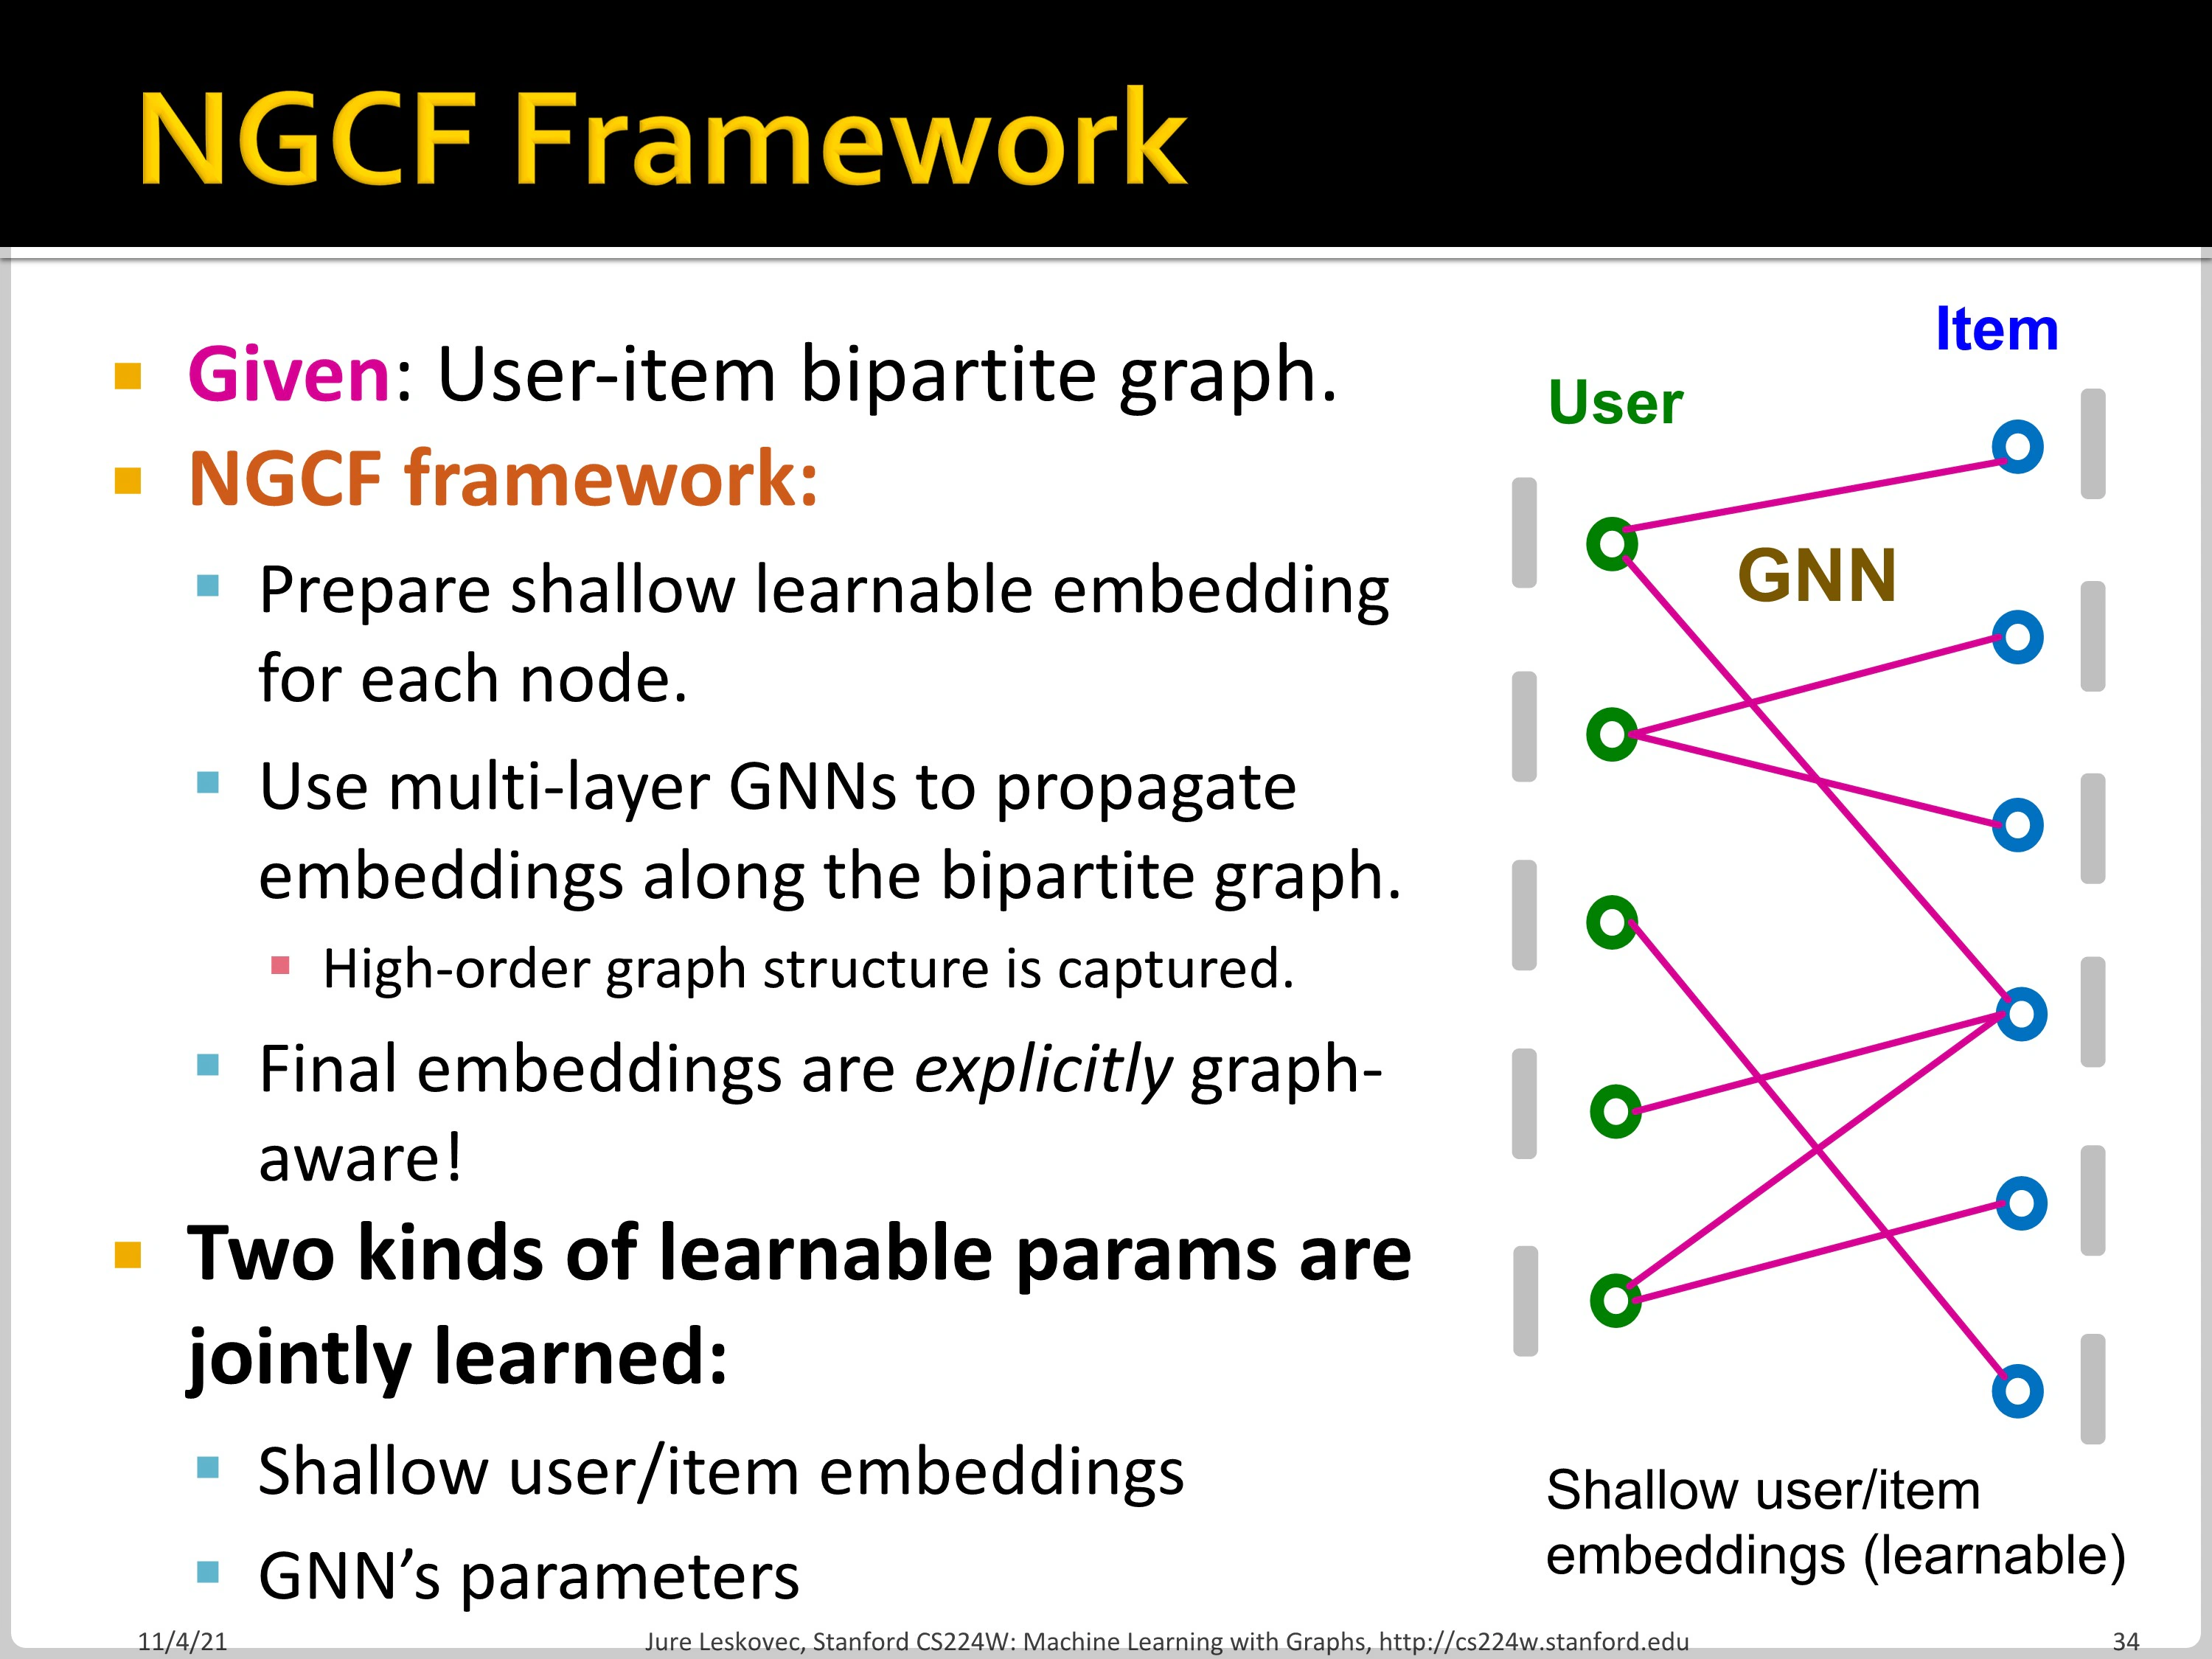 NGCF Framework
Given: User-item bipartite graph.
NGCF framework:
Prepare shallow learnable embedding
for each node.
Use multi-layer GNNs to propagate
embeddings along the bipartite graph.
High-order graph structure is captured.
Final embeddings are explicitly graph-
aware!
Two kinds of learnable params are
jointly learned:
Shallow user/item embeddings
GNN’s parameters
Item
User
GNN
Shallow user/item
embeddings (learnable)
11/4/21
Jure Leskovec, Stanford CS224W: Machine Learning with Graphs, http://cs224w.stanford.edu
34